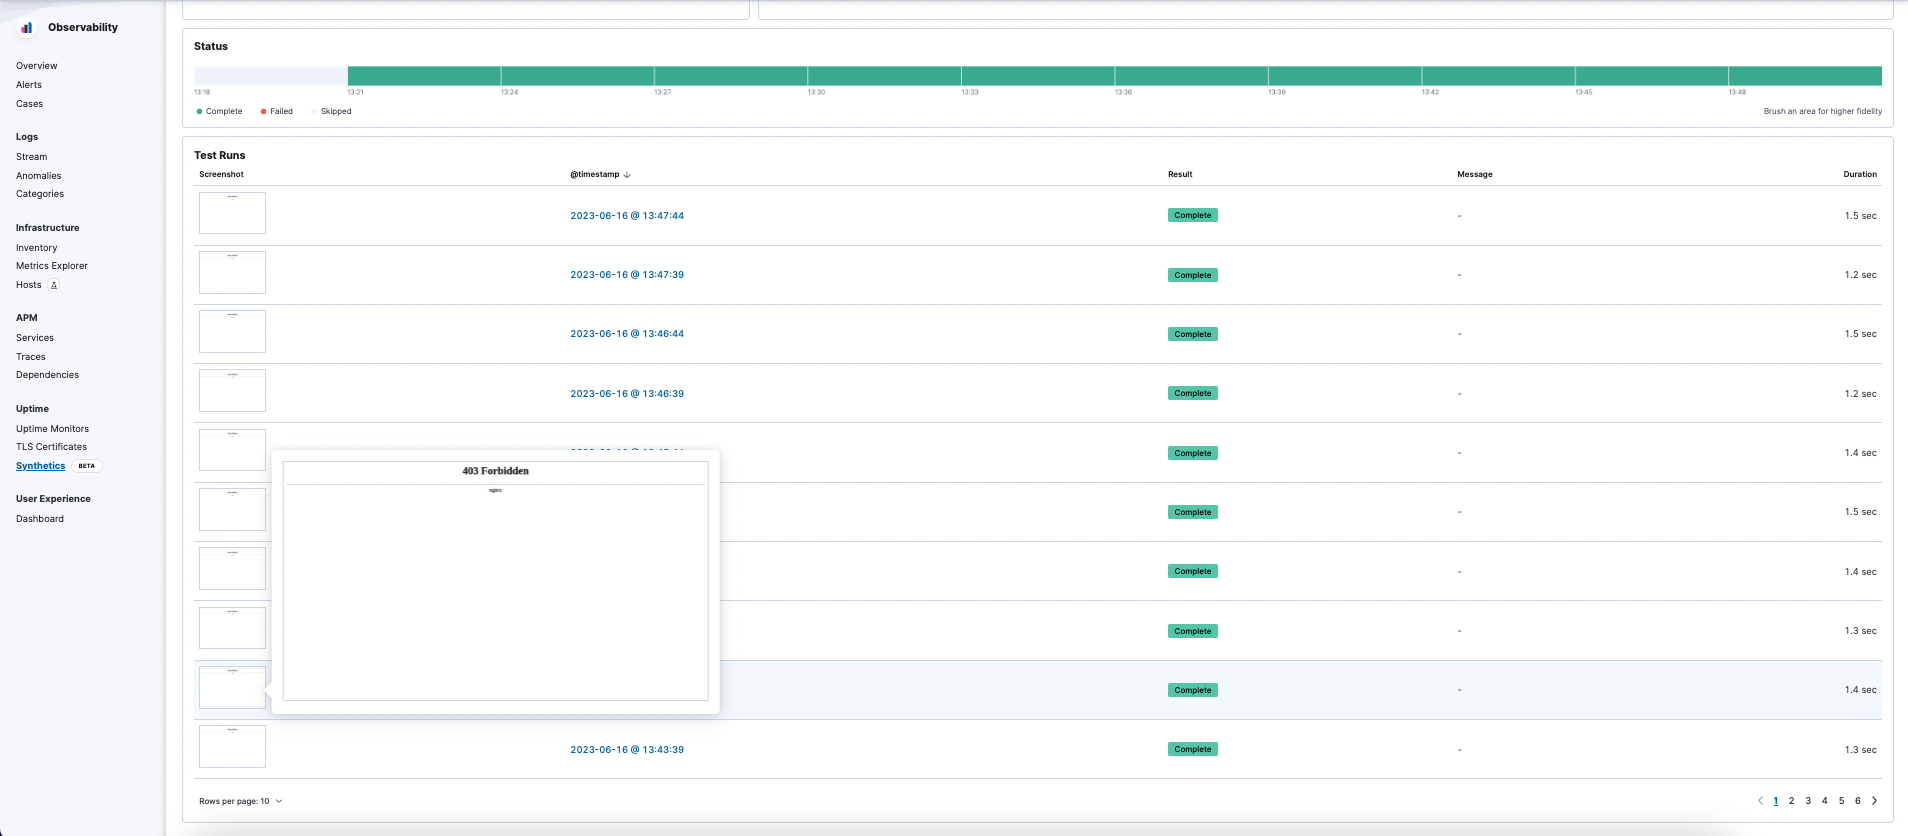 Observability
Overview
Alerts
Cases
Logs
Stream
Anomalies
Categories
Infrastructure
Inventory
Metrics Explorer
Hosts
APM
Services
Traces
Dependencies
Uptime
Uptime Monitors
TLS Certificates
Synthetics BETA
User Experience
Dashboard
Status
13:18 13:21 13:24 13:27 13:30 13:33 13:36 13:39 13:42 13:45 13:48
Complete Failed Skipped Brush an area for higher fidelity
Test Runs
Screenshot @timestamp Result Message Duration
2023-06-16 @ 13:47:44 Complete - 1.5 sec
2023-06-16 @ 13:47:39 Complete - 1.2 sec
2023-06-16 @ 13:46:44 Complete - 1.5 sec
2023-06-16 @ 13:46:39 Complete - 1.2 sec
Complete - 1.4 sec
403 Forbidden
nginx
Complete - 1.5 sec
Complete - 1.4 sec
Complete - 1.3 sec
Complete - 1.4 sec
2023-06-16 @ 13:43:39 Complete - 1.3 sec
Rows per page: 10 1 2 3 4 5 6